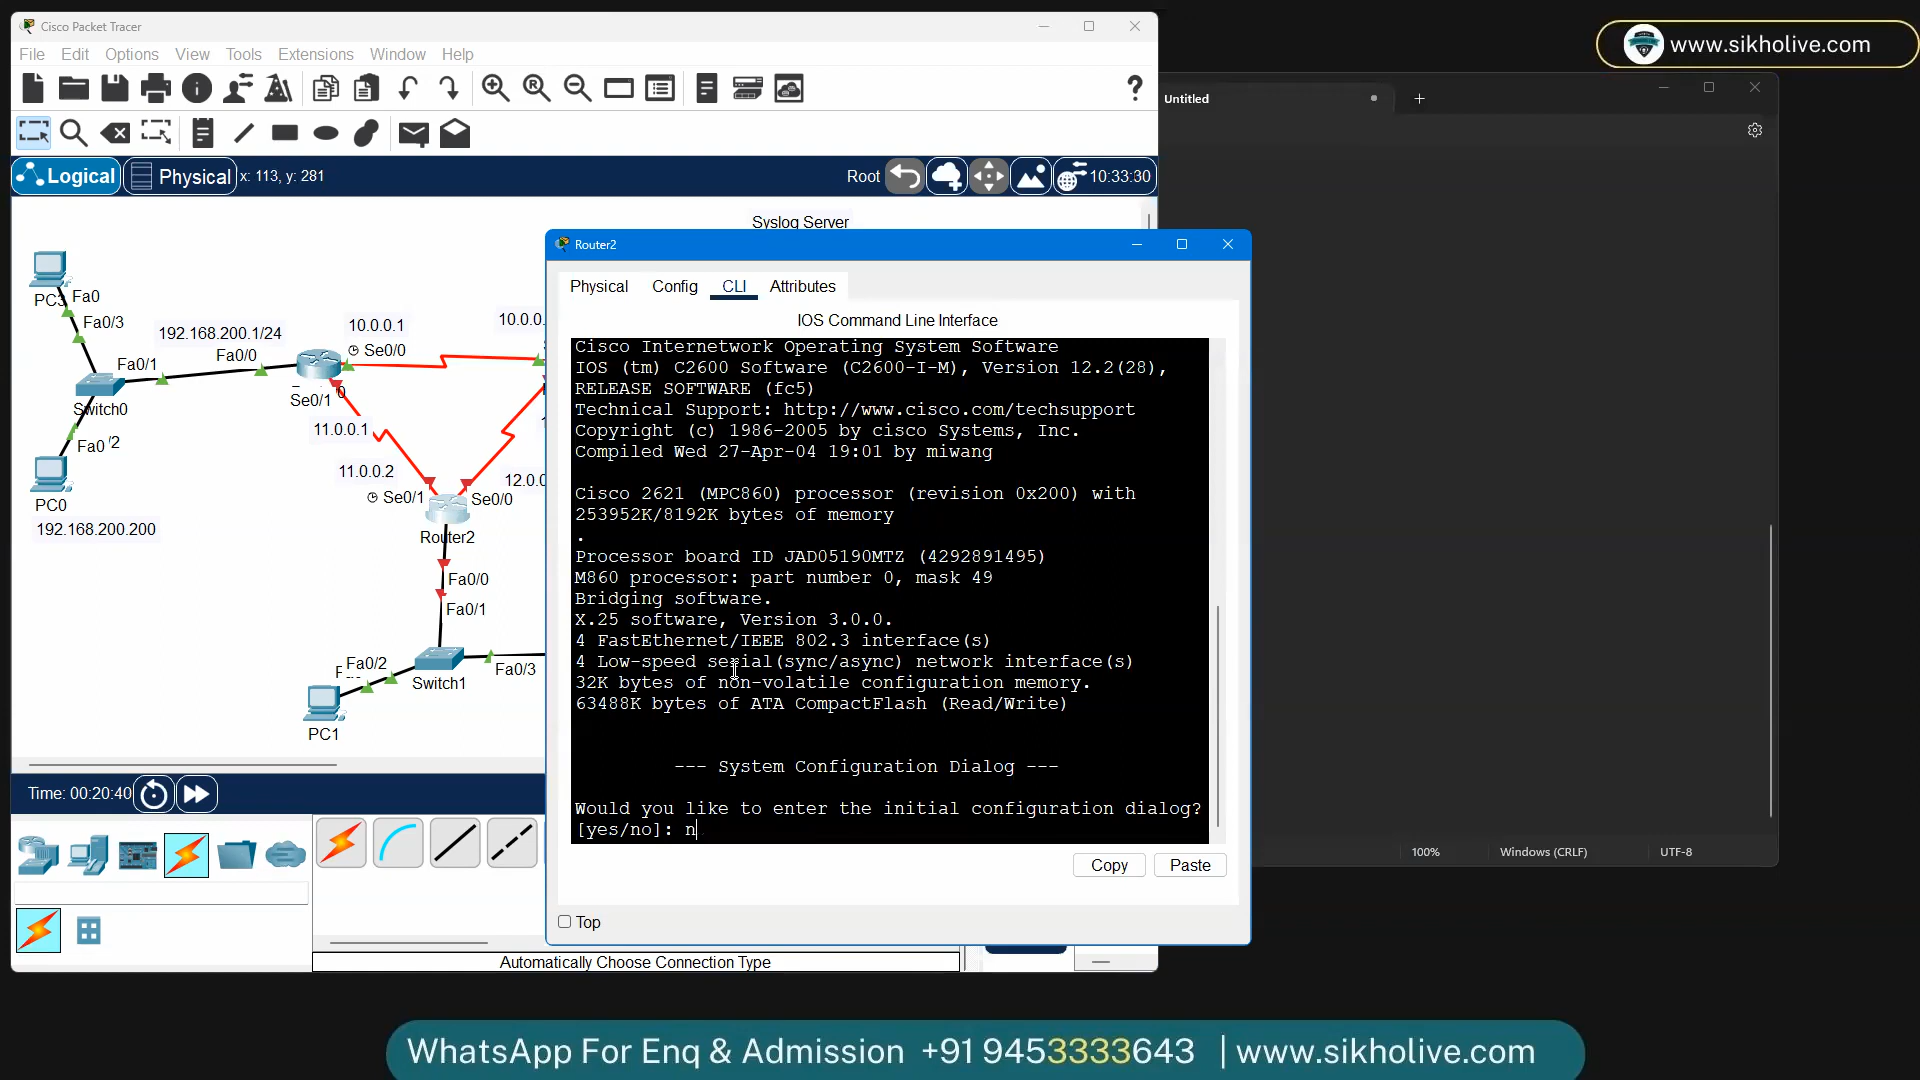 Cisco Packet Tracer
www.sikholive.com
File Edit Options View Tools Extensions Window Help
Untitled
Logical Physical x: 113, y: 281
Root 10:33:30
Syslog Server
Router2
Physical Config CLI Attributes
IOS Command Line Interface
Cisco Internetwork Operating System Software
IOS (tm) C2600 Software (C2600-I-M), Version 12.2(28),
RELEASE SOFTWARE (fc5)
Technical Support: http://www.cisco.com/techsupport
Copyright (c) 1986-2005 by cisco Systems, Inc.
Compiled Wed 27-Apr-04 19:01 by miwang
Cisco 2621 (MPC860) processor (revision 0x200) with
253952K/8192K bytes of memory
.
Processor board ID JAD05190MTZ (4292891495)
M860 processor: part number 0, mask 49
Bridging software.
X.25 software, Version 3.0.0.
4 FastEthernet/IEEE 802.3 interface(s)
4 Low-speed serial(sync/async) network interface(s)
32K bytes of non-volatile configuration memory.
63488K bytes of ATA CompactFlash (Read/Write)
--- System Configuration Dialog ---
Would you like to enter the initial configuration dialog?
[yes/no]: n
Copy Paste
Top
PC3
Fa0
Fa0/3
192.168.200.1/24
Fa0/1
Fa0/0
10.0.0.1
Se0/0
10.0.0.
Switch0
Se0/1
0
11.0.0.1
Fa0
/2
PC0
192.168.200.200
11.0.0.2
Se0/1
Se0/0
12.0.0
Router2
Fa0/0
Fa0/1
Fa0/2
Switch1
Fa0/3
PC1
Time: 00:20:40
Automatically Choose Connection Type
100% Windows (CRLF) UTF-8
WhatsApp For Enq & Admission +91 9453333643 | www.sikholive.com